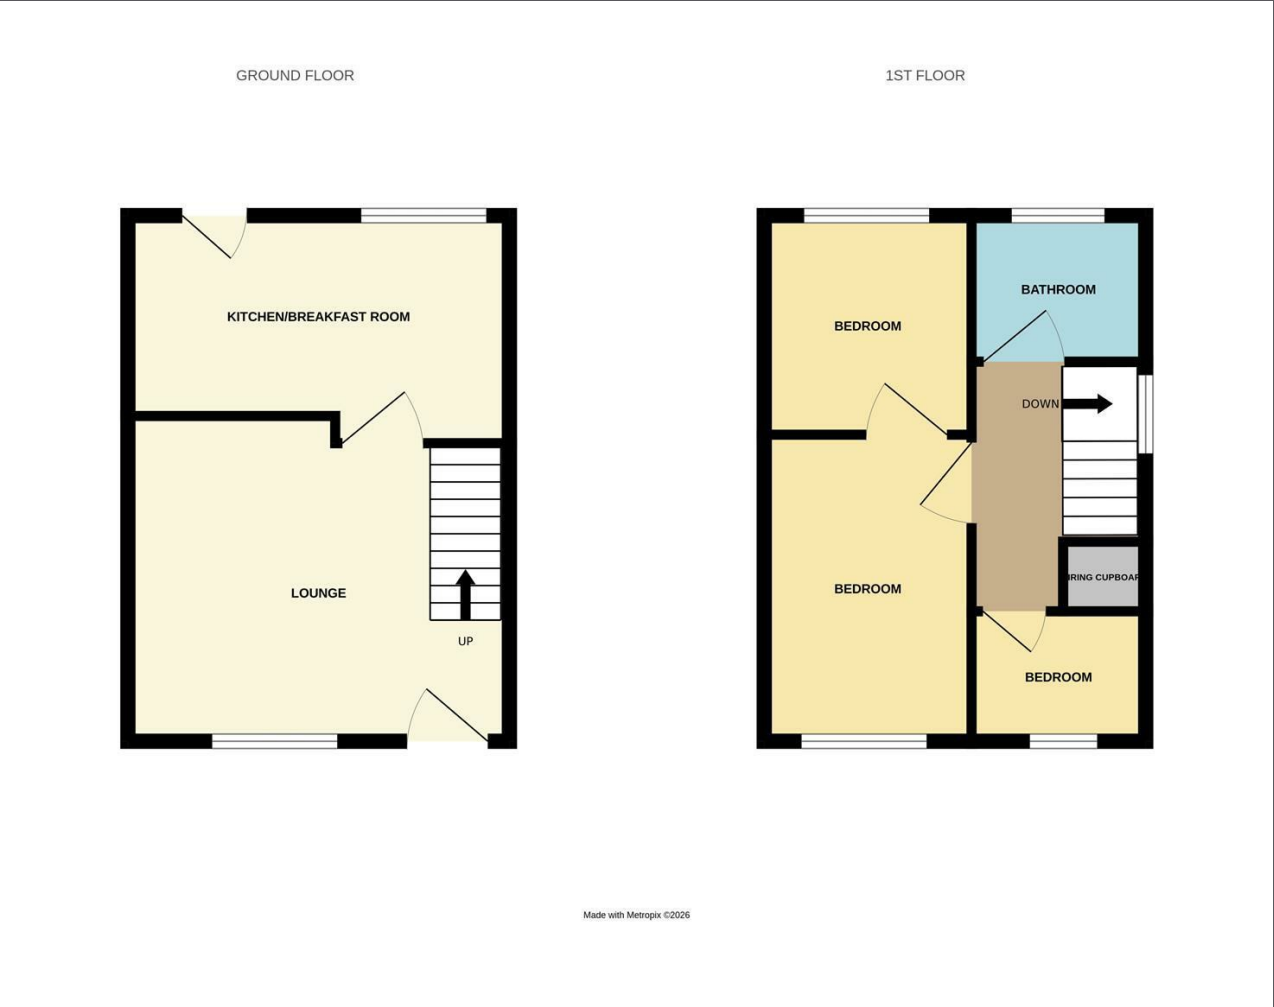 GROUND FLOOR
1ST FLOOR
KITCHEN/BREAKFAST ROOM
LOUNGE
UP
BEDROOM
BATHROOM
DOWN
BEDROOM
BEDROOM
Made with Metropix ©2026